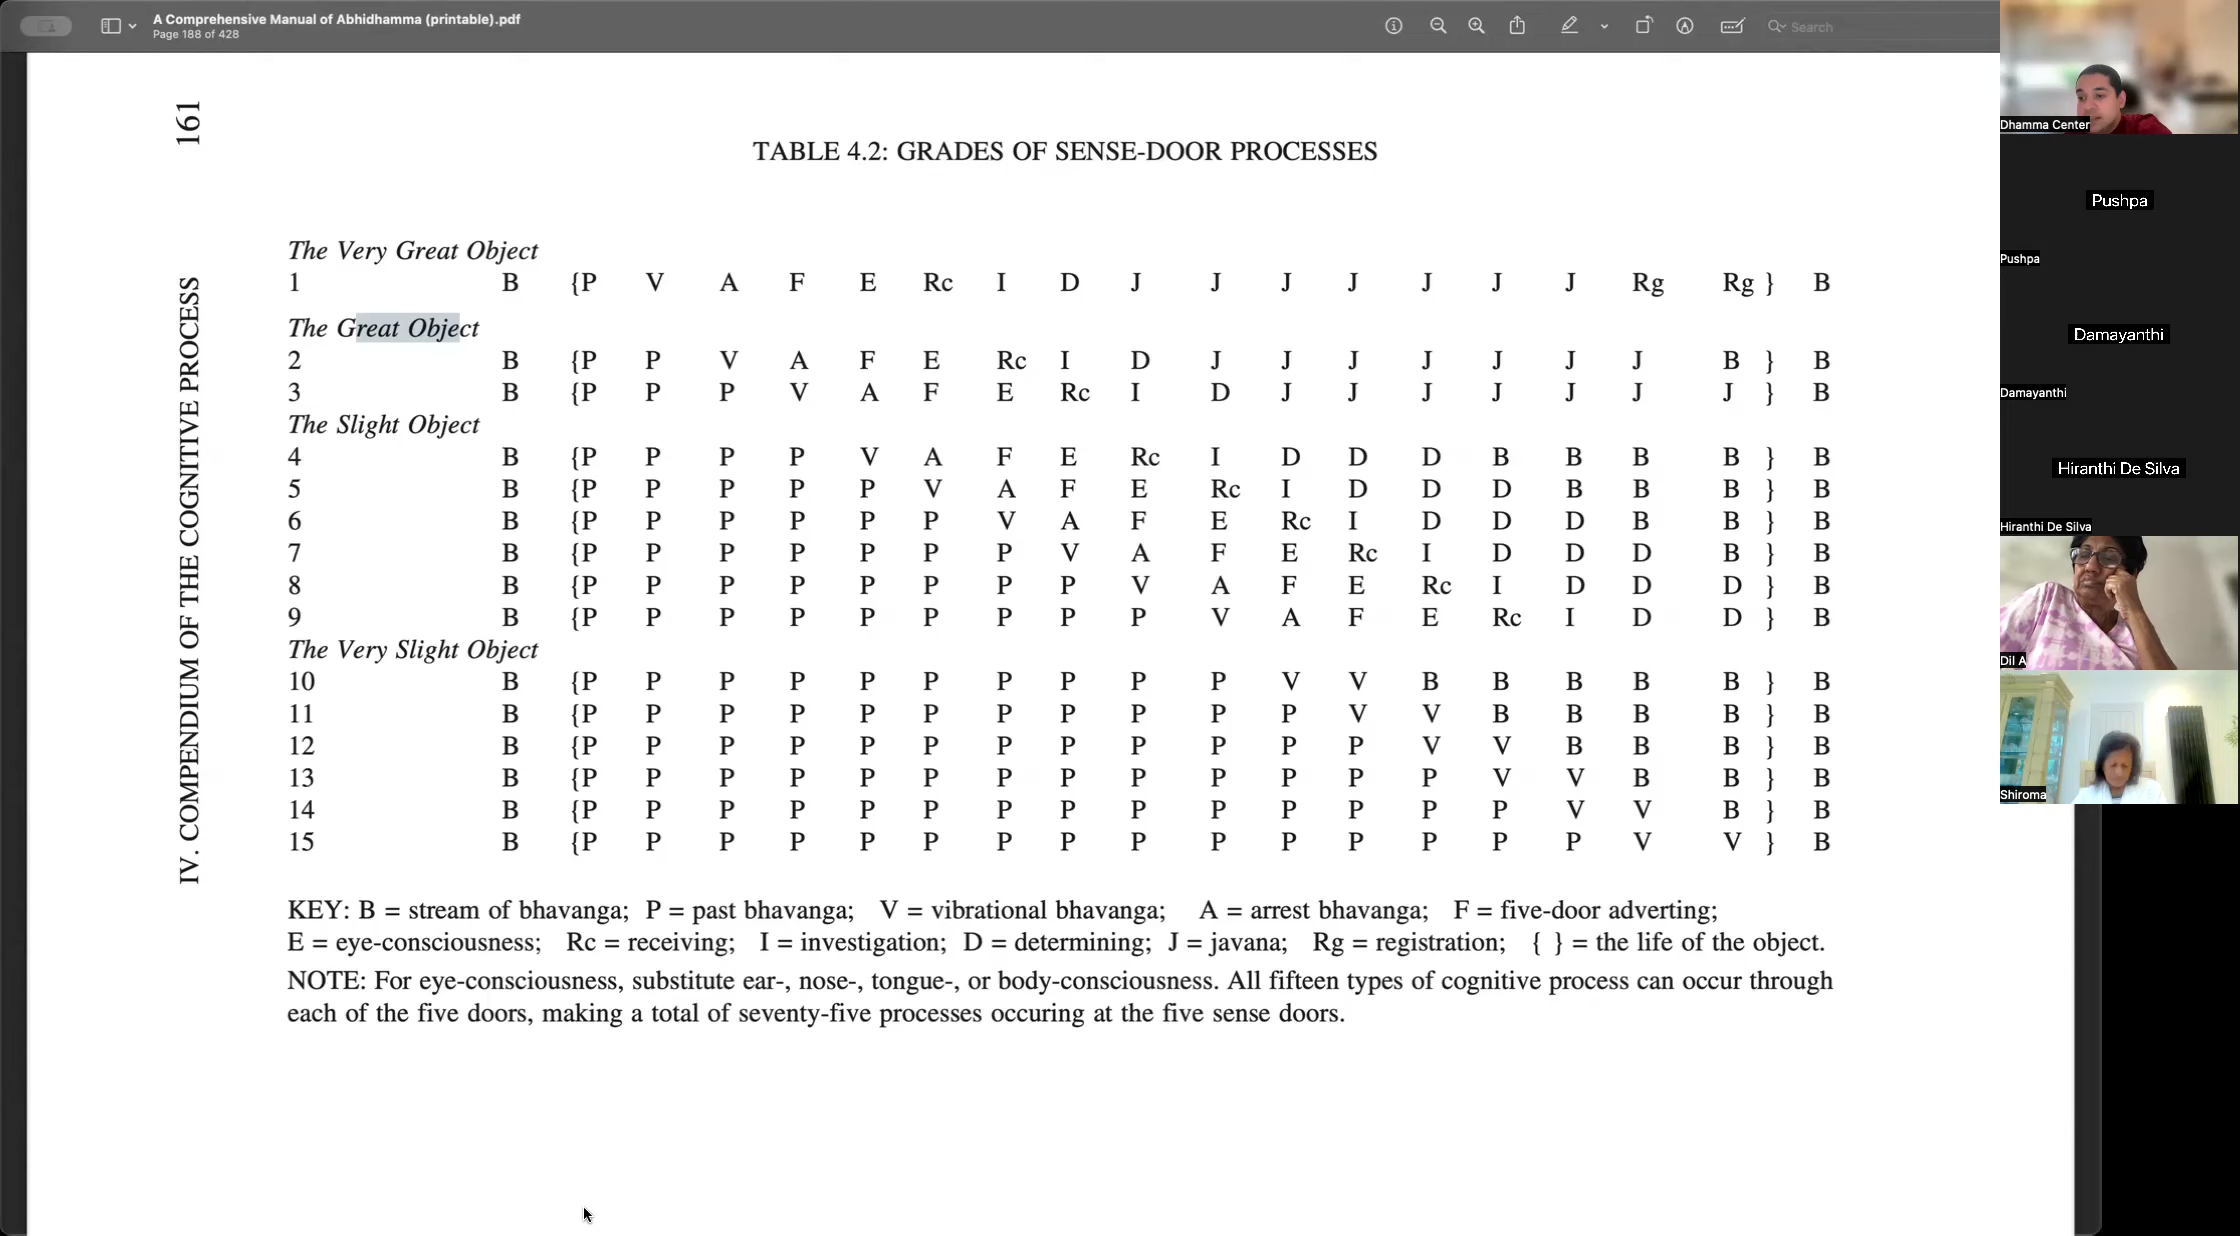 A Comprehensive Manual of Abhidhamma (printable).pdf
Page 188 of 428
Search
161
IV. COMPENDIUM OF THE COGNITIVE PROCESS
TABLE 4.2: GRADES OF SENSE-DOOR PROCESSES
The Very Great Object
1 B {P V A F E Rc I D J J J J J J J Rg Rg } B
The Great Object
2 B {P P V A F E Rc I D J J J J J J J B } B
3 B {P P P V A F E Rc I D J J J J J J J } B
The Slight Object
4 B {P P P P V A F E Rc I D D D B B B B } B
5 B {P P P P P V A F E Rc I D D D B B B } B
6 B {P P P P P P V A F E Rc I D D D B B } B
7 B {P P P P P P P V A F E Rc I D D D B } B
8 B {P P P P P P P P V A F E Rc I D D D } B
9 B {P P P P P P P P P V A F E Rc I D D } B
The Very Slight Object
10 B {P P P P P P P P P P V V B B B B B } B
11 B {P P P P P P P P P P P V V B B B B } B
12 B {P P P P P P P P P P P P V V B B B } B
13 B {P P P P P P P P P P P P P V V B B } B
14 B {P P P P P P P P P P P P P P V V B } B
15 B {P P P P P P P P P P P P P P P V V } B
KEY: B = stream of bhavanga; P = past bhavanga; V = vibrational bhavanga; A = arrest bhavanga; F = five-door adverting;
E = eye-consciousness; Rc = receiving; I = investigation; D = determining; J = javana; Rg = registration; { } = the life of the object.
NOTE: For eye-consciousness, substitute ear-, nose-, tongue-, or body-consciousness. All fifteen types of cognitive process can occur through
each of the five doors, making a total of seventy-five processes occuring at the five sense doors.
Dhamma Center
Pushpa
Pushpa
Damayanthi
Damayanthi
Hiranthi De Silva
Hiranthi De Silva
Dil A
Shiroma